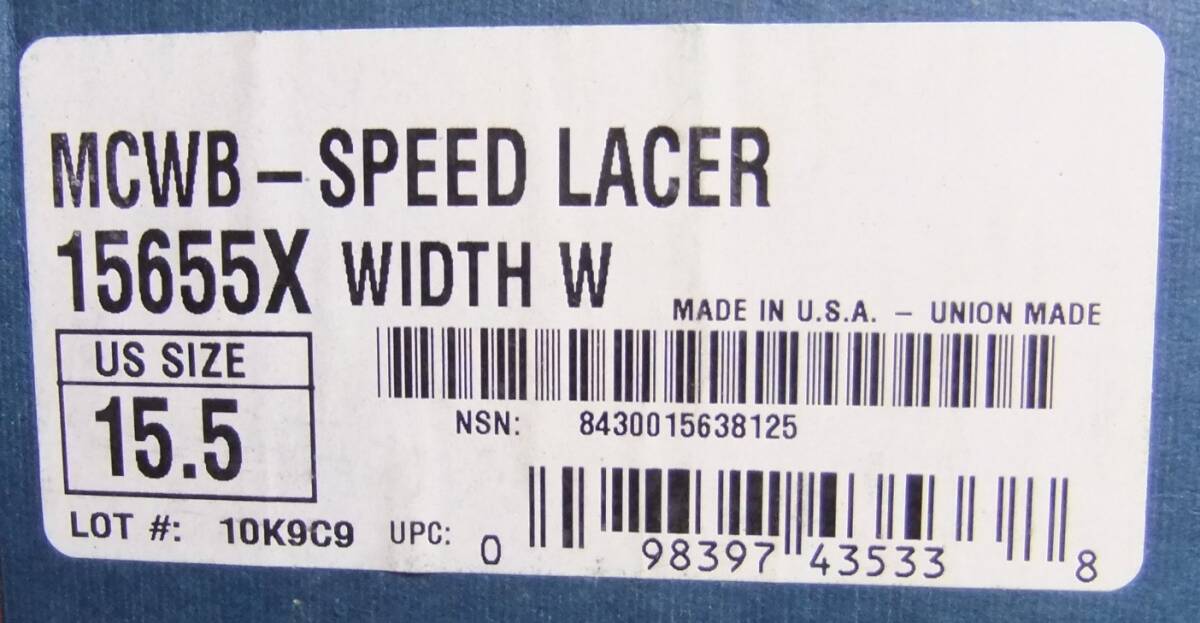 MCWB – SPEED LACER
15655X WIDTH W
MADE IN U.S.A. – UNION MADE
US SIZE
15.5
NSN: 8430015638125
LOT #: 10K9C9 UPC: 0 98397 43533 8